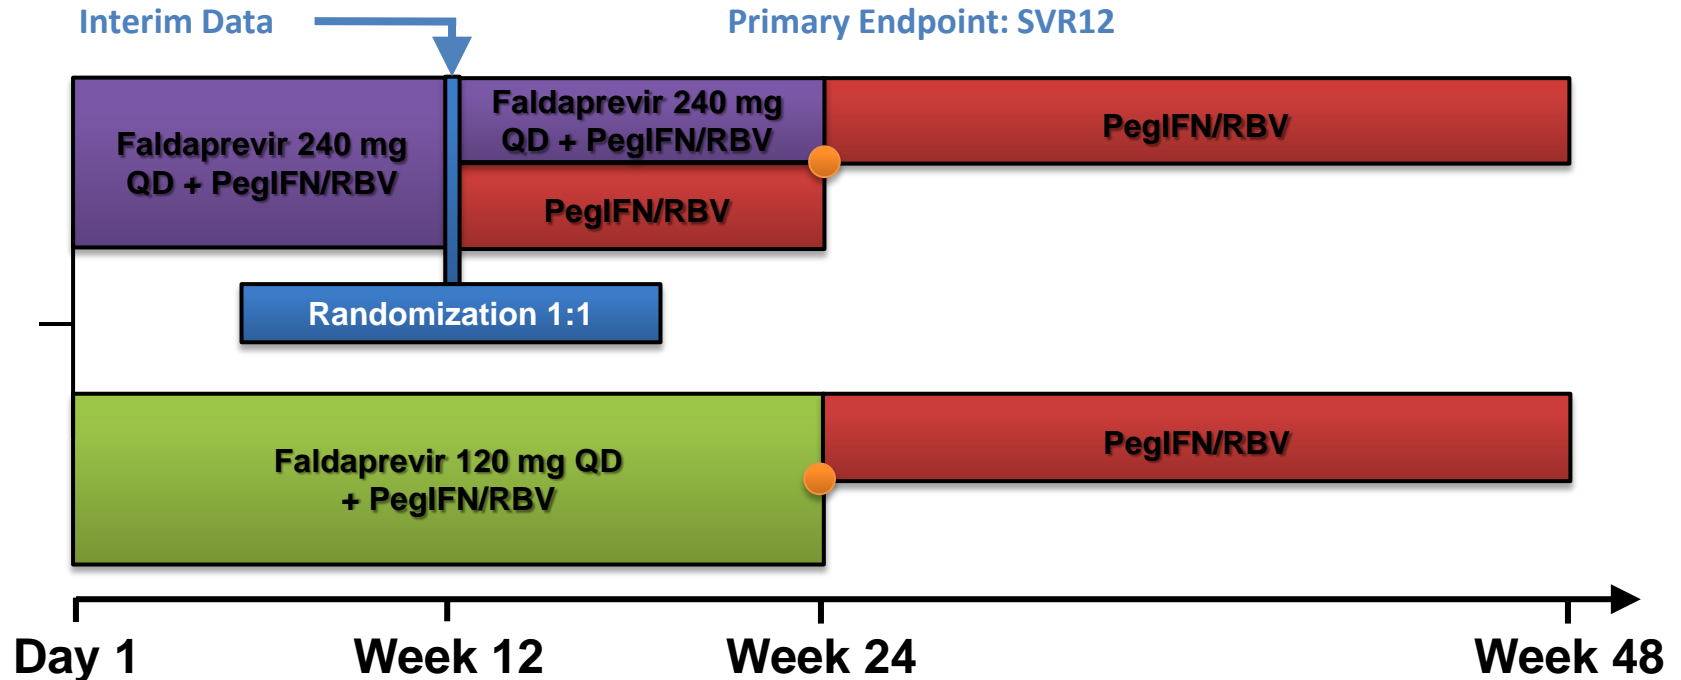 Interim Data
Primary Endpoint: SVR12
Faldaprevir 240 mg
QD + PegIFN/RBV
Faldaprevir 240 mg
QD + PegIFN/RBV
PegIFN/RBV
PegIFN/RBV
Randomization 1:1
Faldaprevir 120 mg QD
+ PegIFN/RBV
PegIFN/RBV
Day 1
Week 12
Week 24
Week 48